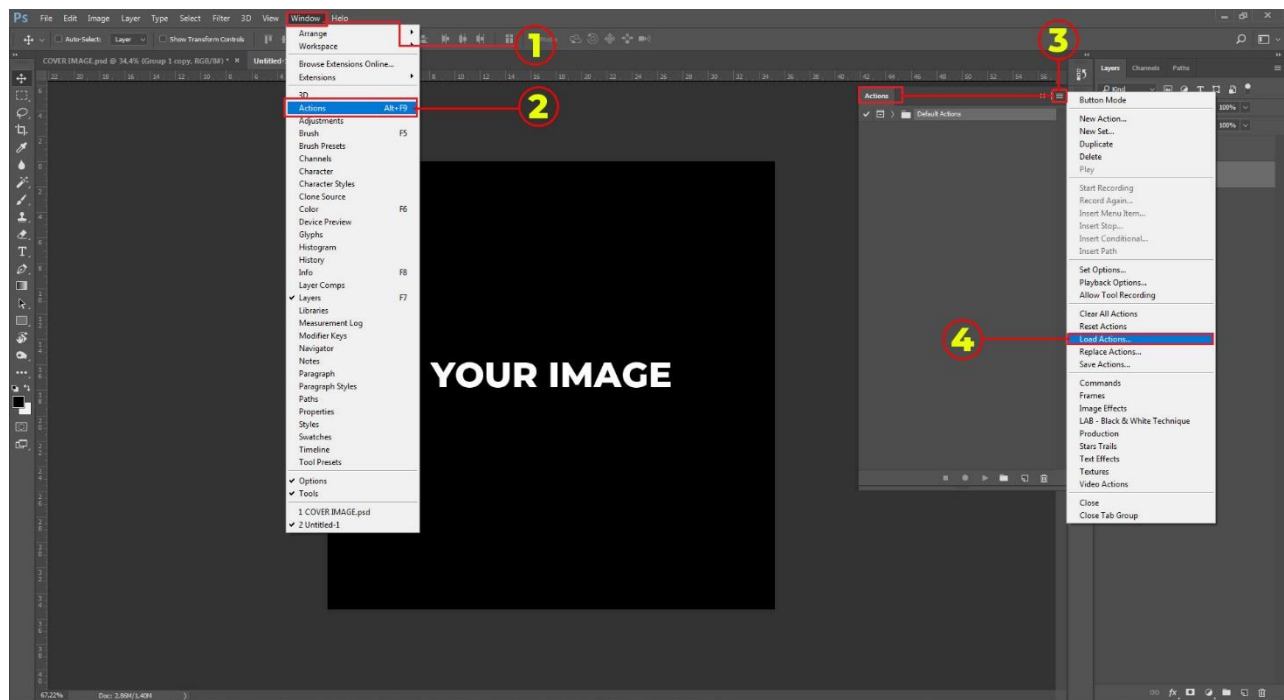 Ps File Edit Image Layer Type Select Filter 3D View Window Help
Auto-Select: Layer Show Transform Controls
COVER IMAGE.psd @ 34,4% (Group 1 copy, RGB/8#) * × Untitled-
Arrange
Workspace
Browse Extensions Online...
Extensions
3D
Actions Alt+F9
Adjustments
Brush F5
Brush Presets
Channels
Character
Character Styles
Clone Source
Color F6
Device Preview
Glyphs
Histogram
History
Info F8
Layer Comps
Layers F7
Libraries
Measurement Log
Modifier Keys
Navigator
Notes
Paragraph
Paragraph Styles
Paths
Properties
Styles
Swatches
Timeline
Tool Presets
Options
Tools
1 COVER IMAGE.psd
2 Untitled-1
1
2
YOUR IMAGE
3
4
Actions
Default Actions
Layers Channels Paths
Kind
100%
100%
Button Mode
New Action...
New Set...
Duplicate
Delete
Play
Start Recording
Record Again...
Insert Menu Item...
Insert Stop...
Insert Conditional...
Insert Path
Set Options...
Playback Options...
Allow Tool Recording
Clear All Actions
Reset Actions
Load Actions...
Replace Actions...
Save Actions...
Commands
Frames
Image Effects
LAB - Black & White Technique
Production
Stars Trails
Text Effects
Textures
Video Actions
Close
Close Tab Group
67,22% Doc: 2,86M/1,40M